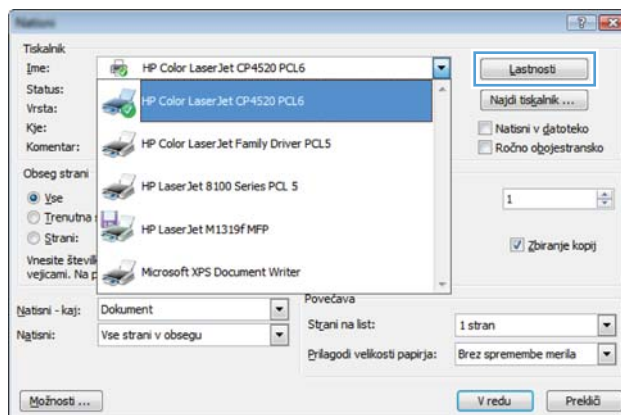 Natisni
Tiskalnik
Ime: HP Color LaserJet CP4520 PCL6 Lastnosti
Status: HP Color LaserJet CP4520 PCL6 Najdi tiskalnik ...
Vrsta:
Kje: HP Color LaserJet Family Driver PCL5 Natisni v datoteko
Komentar: Ročno obojestransko
Obseg strani HP LaserJet 8100 Series PCL 5
Vse 1
Trenutna s HP LaserJet M1319f MFP
Strani: Zbiranje kopij
Vnesite števil
vejicami. Na p Microsoft XPS Document Writer
Natisni - kaj: Dokument Povečava
Natisni: Vse strani v obsegu Strani na list: 1 stran
Prilagodi velikosti papirja: Brez spremembe merila
Možnosti ... V redu Prekliči